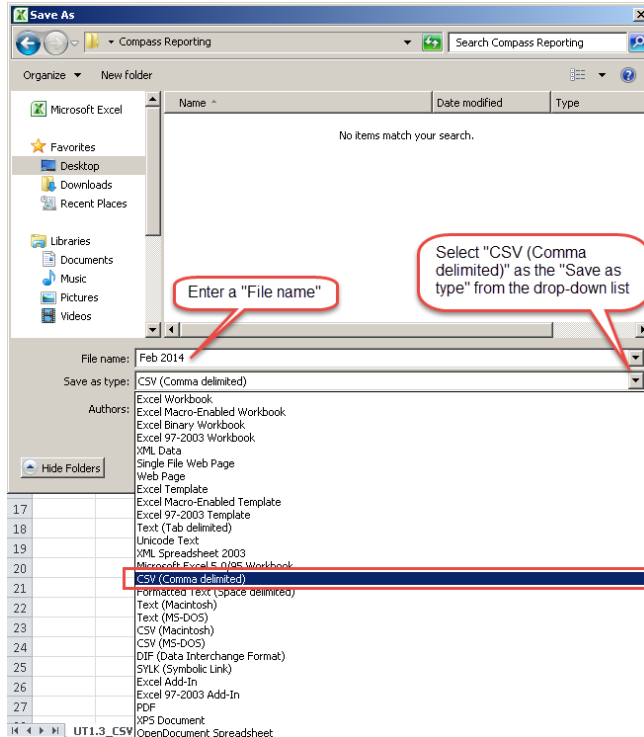 Save As
Compass Reporting
Search Compass Reporting
Organize
New folder
Microsoft Excel
Name
Date modified
Type
No items match your search.
Favorites
Desktop
Downloads
Recent Places
Libraries
Documents
Music
Pictures
Videos
Enter a "File name"
Select "CSV (Comma
delimited)" as the "Save as
type" from the drop-down list
File name: Feb 2014
Save as type: CSV (Comma delimited)
Authors:
Excel Workbook
Excel Macro-Enabled Workbook
Excel Binary Workbook
Excel 97-2003 Workbook
XML Data
Single File Web Page
Web Page
Excel Template
Excel Macro-Enabled Template
Excel 97-2003 Template
Text (Tab delimited)
Unicode Text
XML Spreadsheet 2003
Microsoft Excel 5.0/95 Workbook
CSV (Comma delimited)
Formatted Text (Space delimited)
Text (Macintosh)
Text (MS-DOS)
CSV (Macintosh)
CSV (MS-DOS)
DIF (Data Interchange Format)
SYLK (Symbolic Link)
Excel Add-In
Excel 97-2003 Add-In
PDF
XPS Document
OpenDocument Spreadsheet
Hide Folders
17
18
19
20
21
22
23
24
25
26
27
UT1.3_CSV